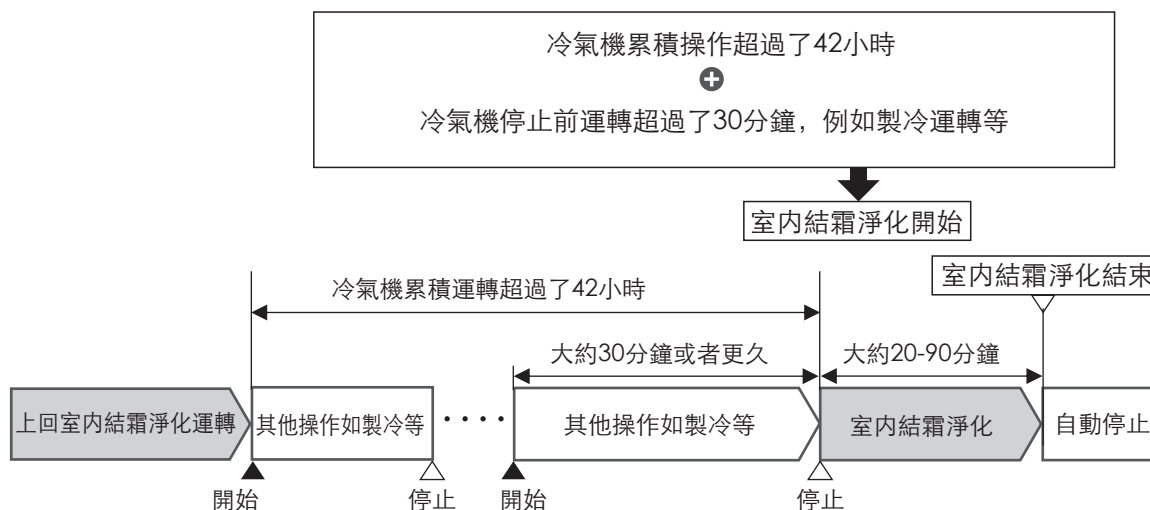 冷氣機累積操作超過了42小時
+
冷氣機停止前運轉超過了30分鐘，例如製冷運轉等
室内結霜淨化開始
室内結霜淨化結束
冷氣機累積運轉超過了42小時
大約30分鐘或者更久
大約20-90分鐘
上回室内結霜淨化運轉
其他操作如製冷等
····
其他操作如製冷等
室内結霜淨化
自動停止
開始
停止
開始
停止